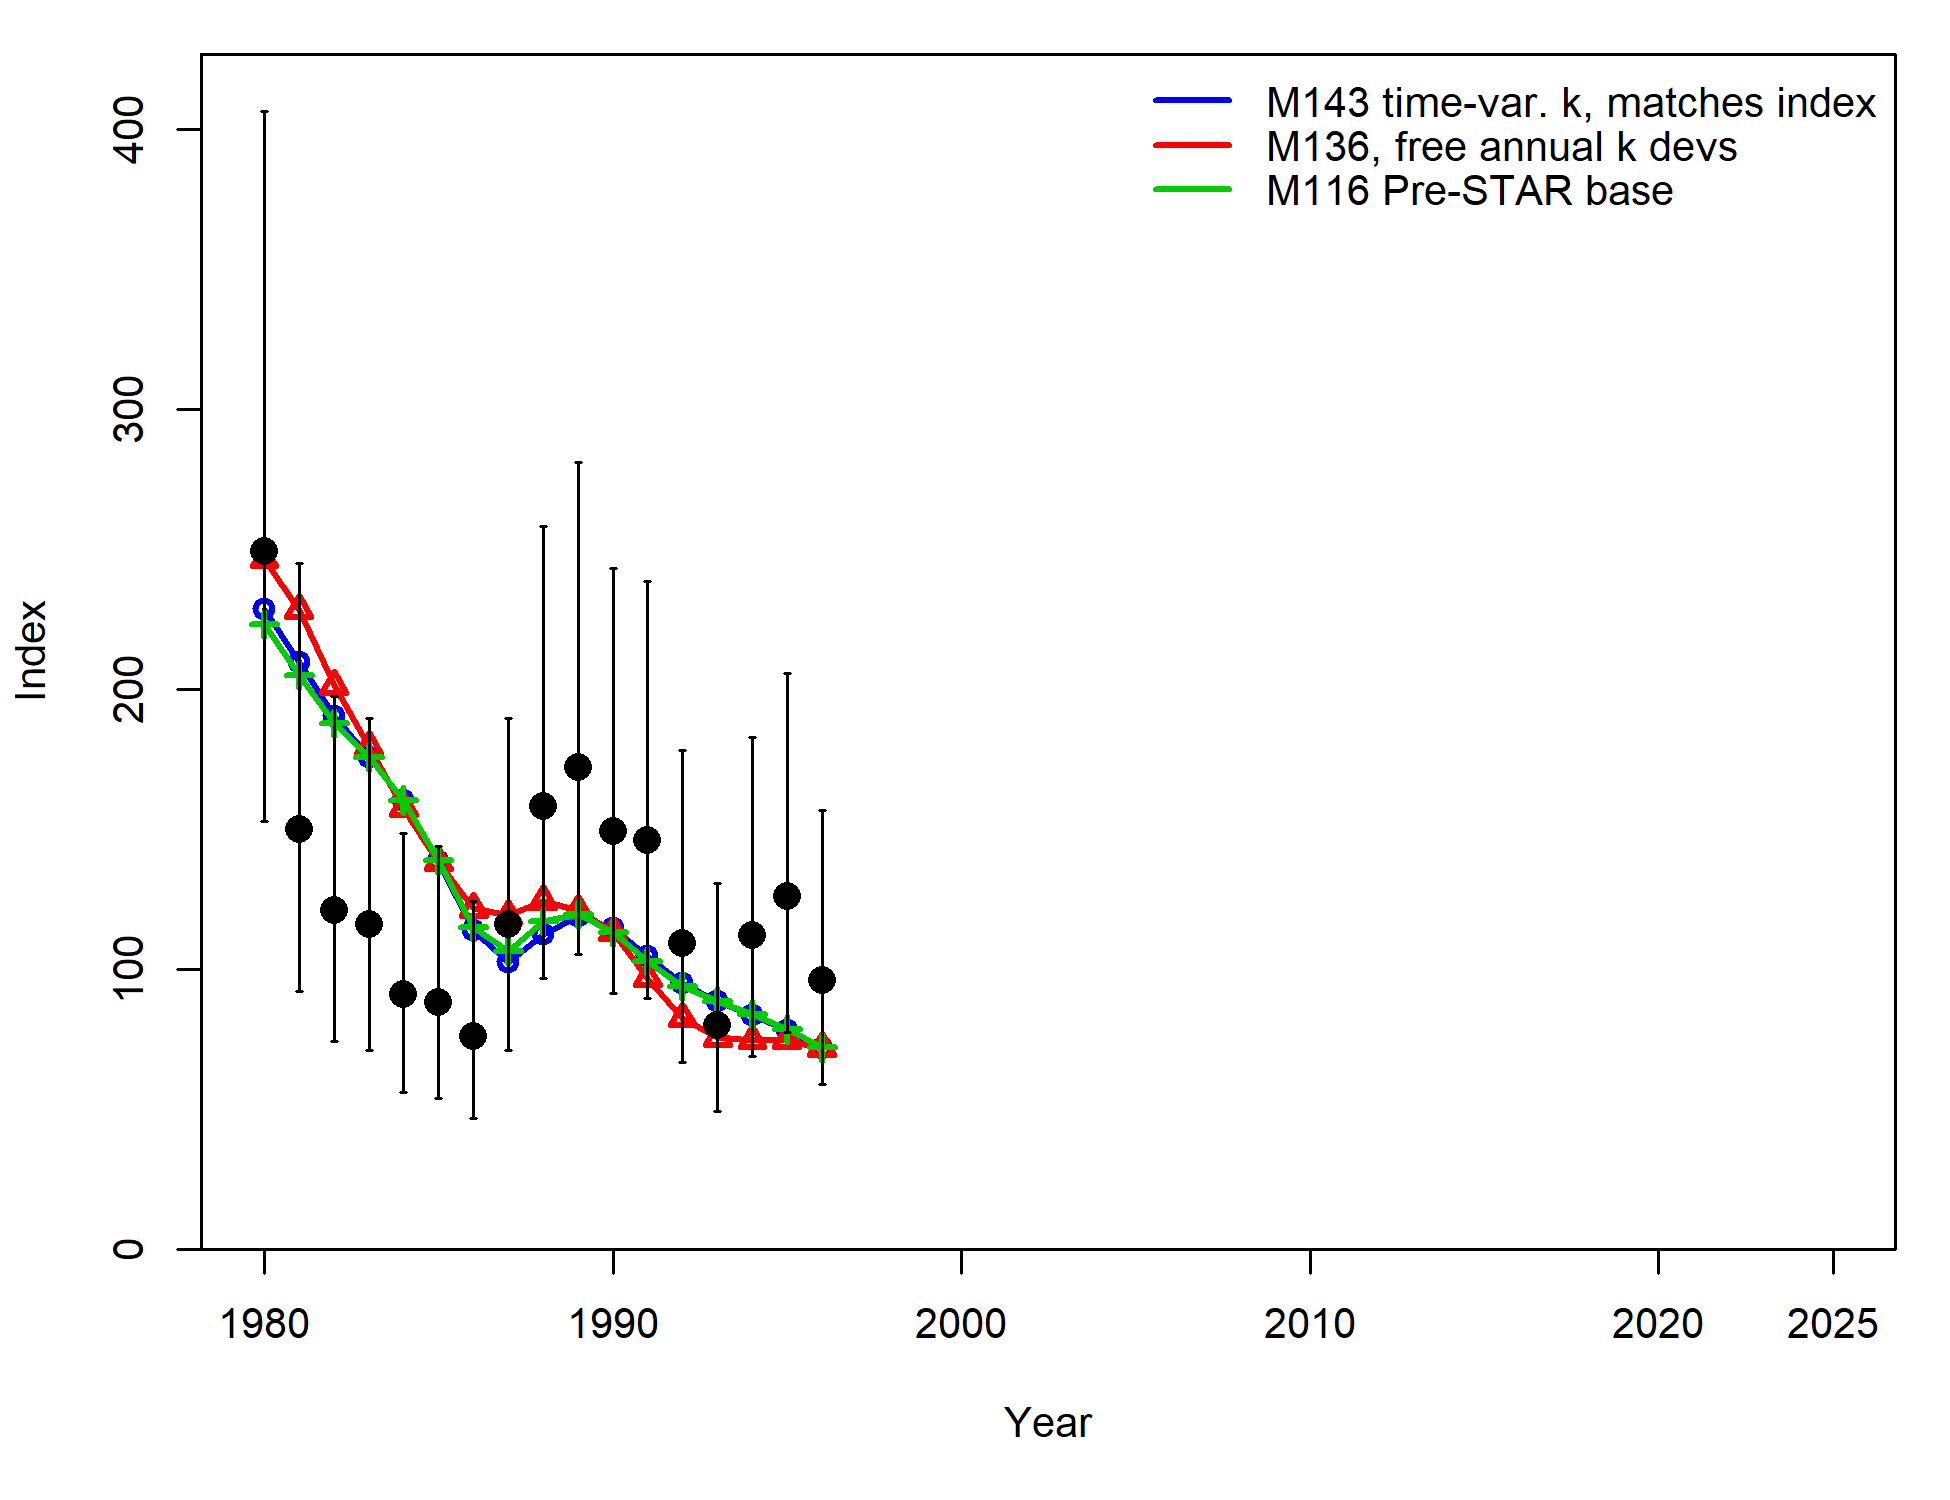 M143 time-var. k, matches index
M136, free annual k devs
M116 Pre-STAR base
400
300
200
100
0
Index
1980 1990 2000 2010 2020 2025
Year